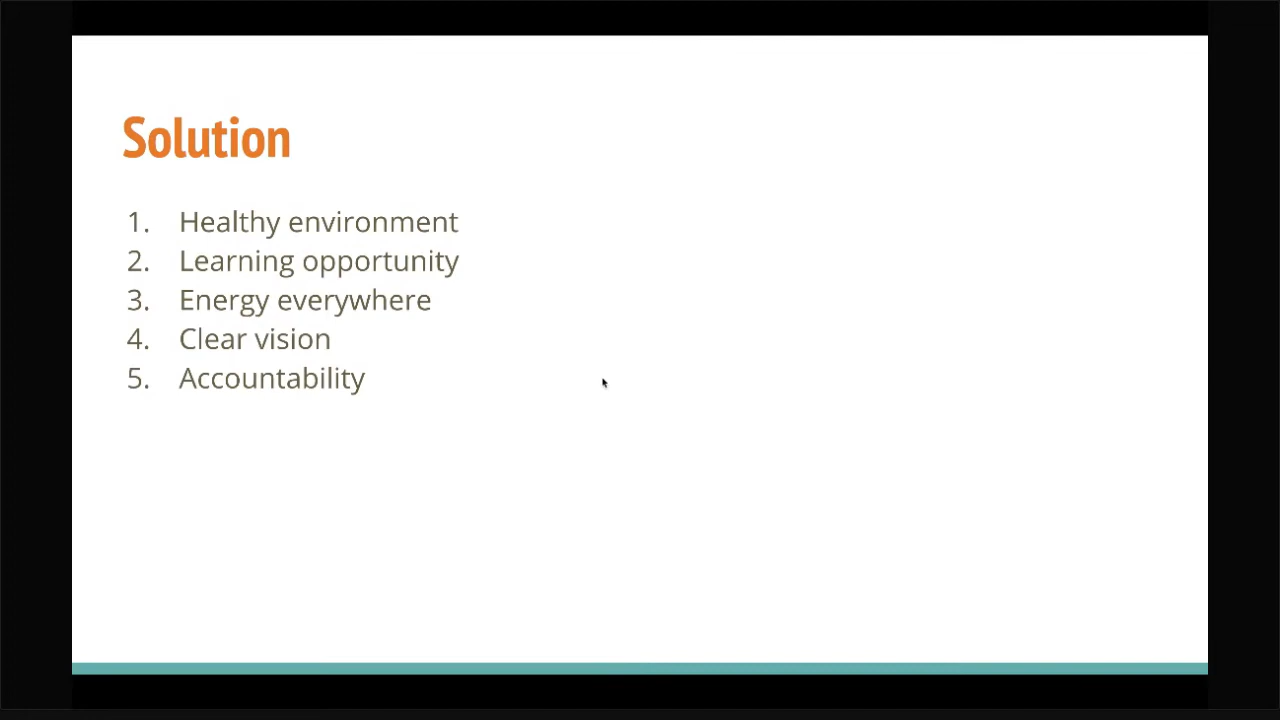 Solution
1. Healthy environment
2. Learning opportunity
3. Energy everywhere
4. Clear vision
5. Accountability